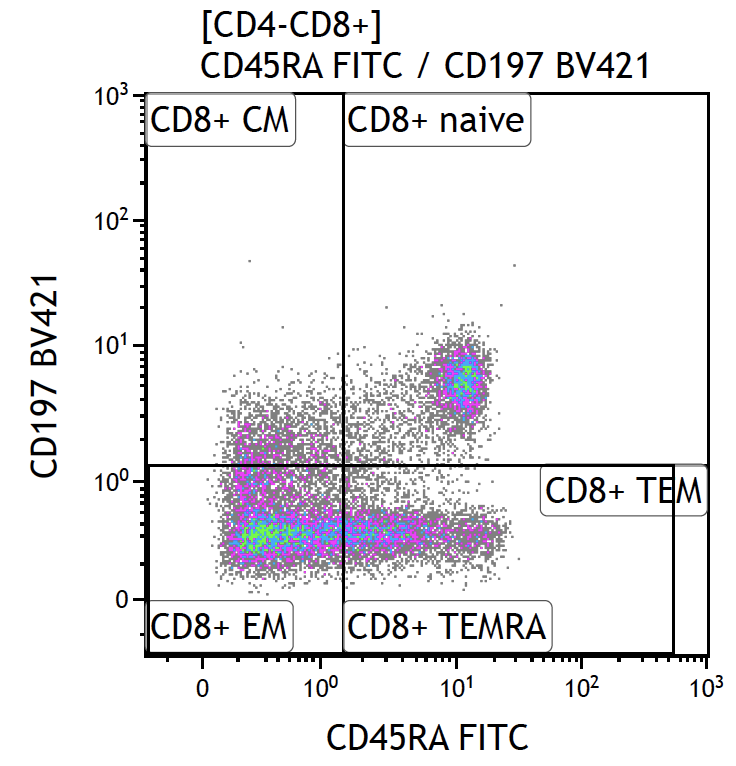 [CD4-CD8+]
CD45RA FITC / CD197 BV421
CD8+ CM
CD8+ naive
CD8+ TEM
CD8+ EM
CD8+ TEMRA
CD197 BV421
10³
10²
10¹
10⁰
0
0
10⁰
10¹
10²
10³
CD45RA FITC